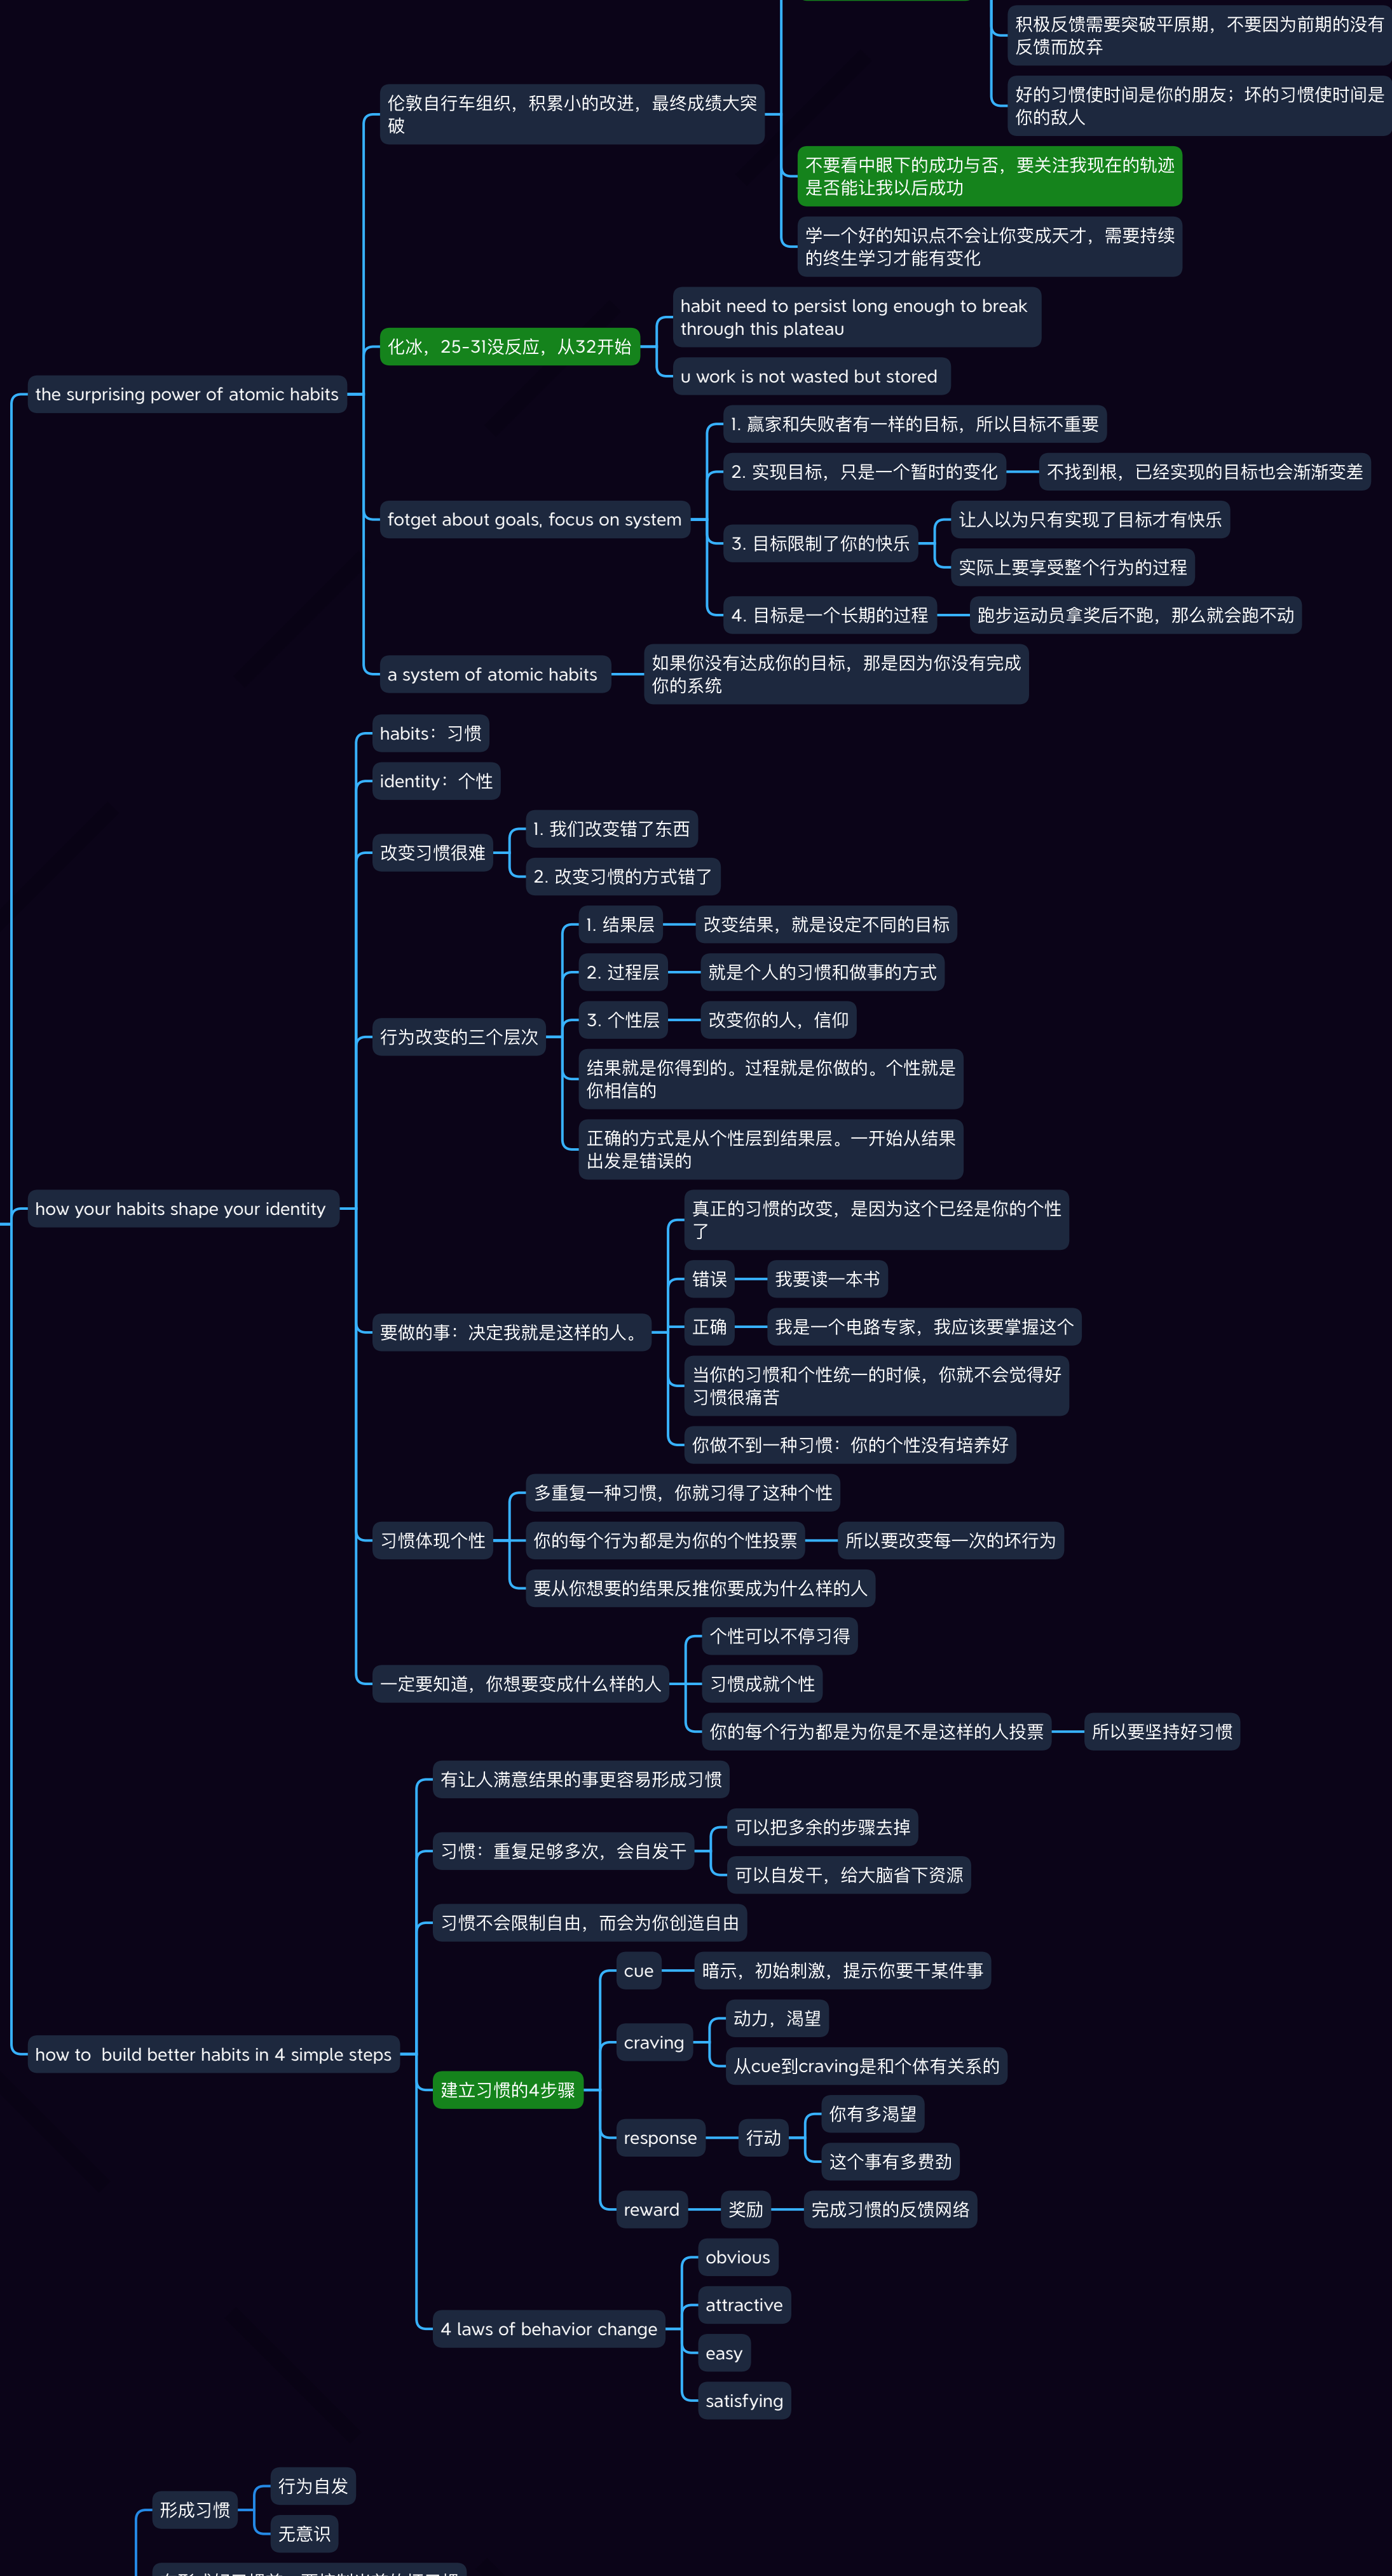 积极反馈需要突破平原期，不要因为前期的没有
反馈而放弃
好的习惯使时间是你的朋友；坏的习惯使时间是
你的敌人
伦敦自行车组织，积累小的改进，最终成绩大突
破
不要看中眼下的成功与否，要关注我现在的轨迹
是否能让我以后成功
学一个好的知识点不会让你变成天才，需要持续
的终生学习才能有变化
the surprising power of atomic habits
化冰，25-31没反应，从32开始
habit need to persist long enough to break
through this plateau
u work is not wasted but stored
fotget about goals, focus on system
1. 赢家和失败者有一样的目标，所以目标不重要
2. 实现目标，只是一个暂时的变化
不找到根，已经实现的目标也会渐渐变差
3. 目标限制了你的快乐
让人以为只有实现了目标才有快乐
实际上要享受整个行为的过程
4. 目标是一个长期的过程
跑步运动员拿奖后不跑，那么就会跑不动
a system of atomic habits
如果你没有达成你的目标，那是因为你没有完成
你的系统
how your habits shape your identity
habits：习惯
identity：个性
改变习惯很难
1. 我们改变错了东西
2. 改变习惯的方式错了
行为改变的三个层次
1. 结果层
改变结果，就是设定不同的目标
2. 过程层
就是个人的习惯和做事的方式
3. 个性层
改变你的人，信仰
结果就是你得到的。过程就是你做的。个性就是
你相信的
正确的方式是从个性层到结果层。一开始从结果
出发是错误的
要做的事：决定我就是这样的人。
真正的习惯的改变，是因为这个已经是你的个性
了
错误
我要读一本书
正确
我是一个电路专家，我应该要掌握这个
当你的习惯和个性统一的时候，你就不会觉得好
习惯很痛苦
你做不到一种习惯：你的个性没有培养好
习惯体现个性
多重复一种习惯，你就习得了这种个性
你的每个行为都是为你的个性投票
所以要改变每一次的坏行为
要从你想要的结果反推你要成为什么样的人
一定要知道，你想要变成什么样的人
个性可以不停习得
习惯成就个性
你的每个行为都是为你是不是这样的人投票
所以要坚持好习惯
how to  build better habits in 4 simple steps
有让人满意结果的事更容易形成习惯
习惯：重复足够多次，会自发干
可以把多余的步骤去掉
可以自发干，给大脑省下资源
习惯不会限制自由，而会为你创造自由
建立习惯的4步骤
cue
暗示，初始刺激，提示你要干某件事
craving
动力，渴望
从cue到craving是和个体有关系的
response
行动
你有多渴望
这个事有多费劲
reward
奖励
完成习惯的反馈网络
4 laws of behavior change
obvious
attractive
easy
satisfying
形成习惯
行为自发
无意识